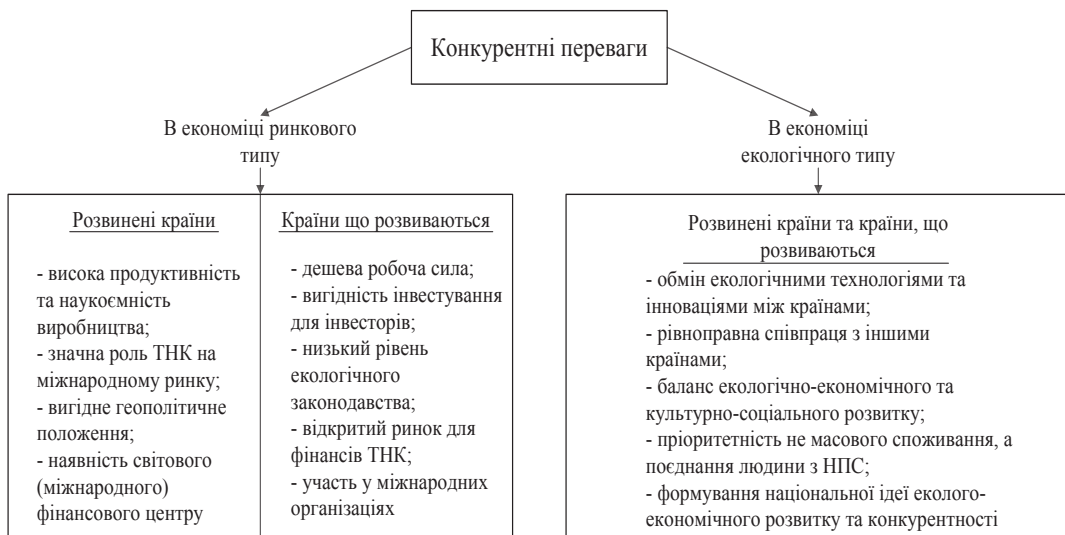 Конкурентні переваги
В економіці ринкового
типу
В економіці
екологічного типу
Розвинені країни
- висока продуктивність
та наукоємність
виробництва;
- значна роль ТНК на
міжнародному ринку;
- вигідне геополітичне
положення;
- наявність світового
(міжнародного)
фінансового центру
Країни що розвиваються
- дешева робоча сила;
- вигідність інвестування
для інвесторів;
- низький рівень
екологічного
законодавства;
- відкритий ринок для
фінансів ТНК;
- участь у міжнародних
організаціях
Розвинені країни та країни, що
розвиваються
- обмін екологічними технологіями та
інноваціями між країнами;
- рівноправна співпраця з іншими
країнами;
- баланс екологічно-економічного та
культурно-соціального розвитку;
- пріоритетність не масового споживання, а
поєднання людини з НПС;
- формування національної ідеї еколого-
економічного розвитку та конкурентності